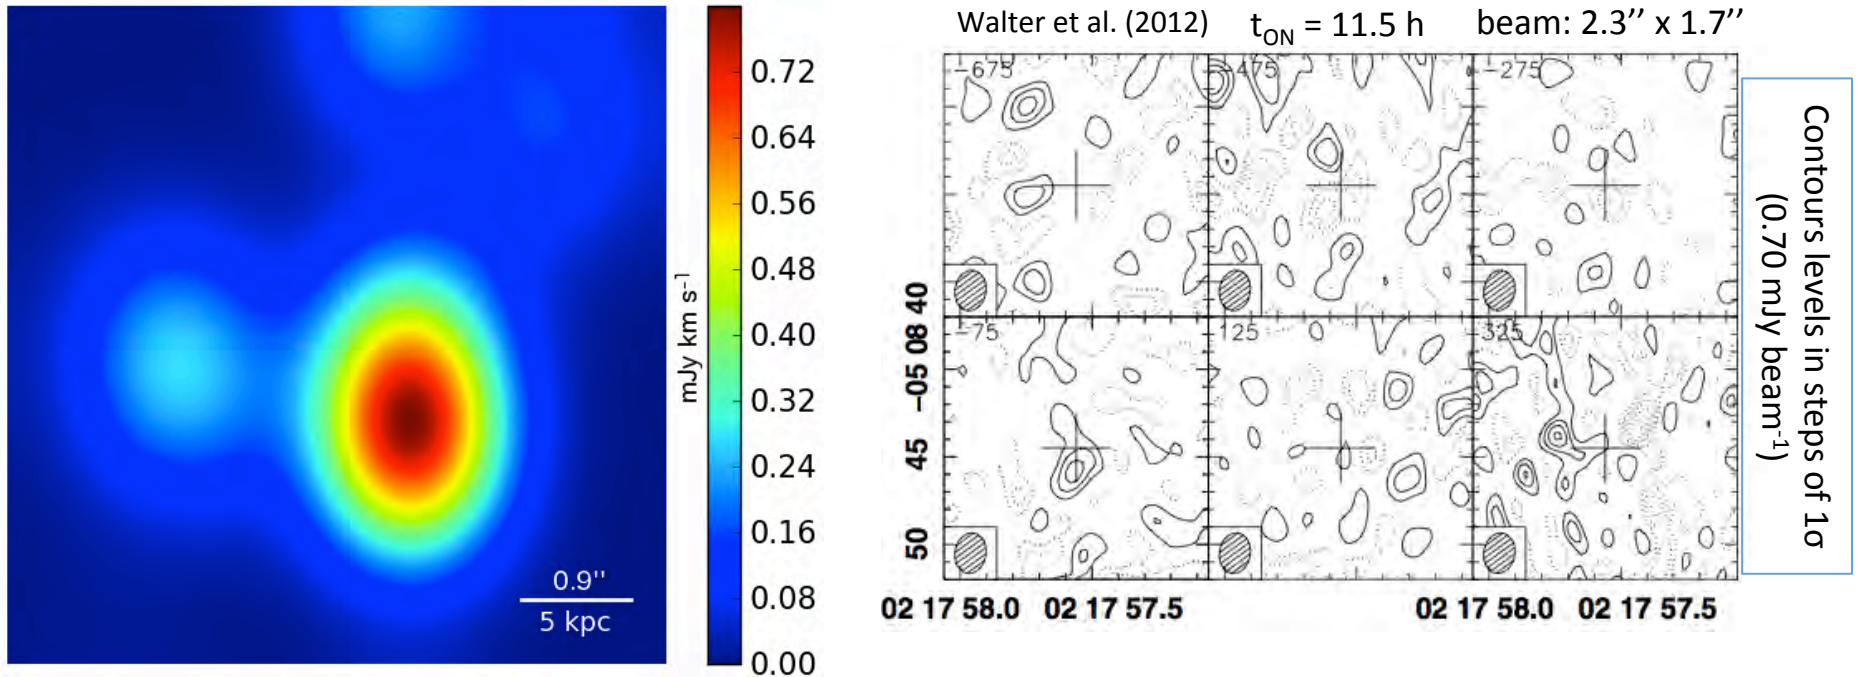 0.72
0.64
0.56
0.48
0.40
0.32
0.24
0.16
0.08
0.00
mJy km s⁻¹
0.9''
5 kpc
Walter et al. (2012) t_ON = 11.5 h beam: 2.3’’ x 1.7’’
−675 −475 −275
−75 125 325
−05 08 40
45
50
02 17 58.0 02 17 57.5 02 17 58.0 02 17 57.5
Contours levels in steps of 1σ
(0.70 mJy beam⁻¹)